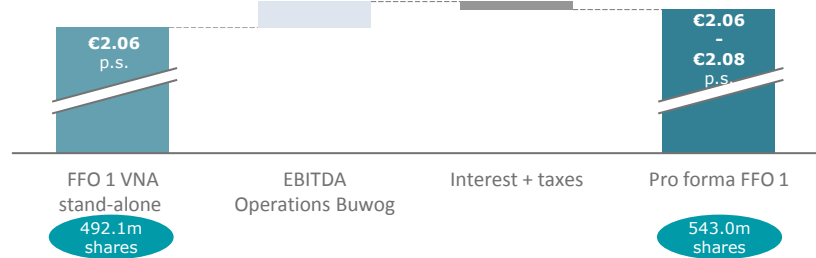 €2.06
p.s.
€2.06
-
€2.08
p.s.
FFO 1 VNA
stand-alone
EBITDA
Operations Buwog
Interest + taxes
Pro forma FFO 1
492.1m
shares
543.0m
shares